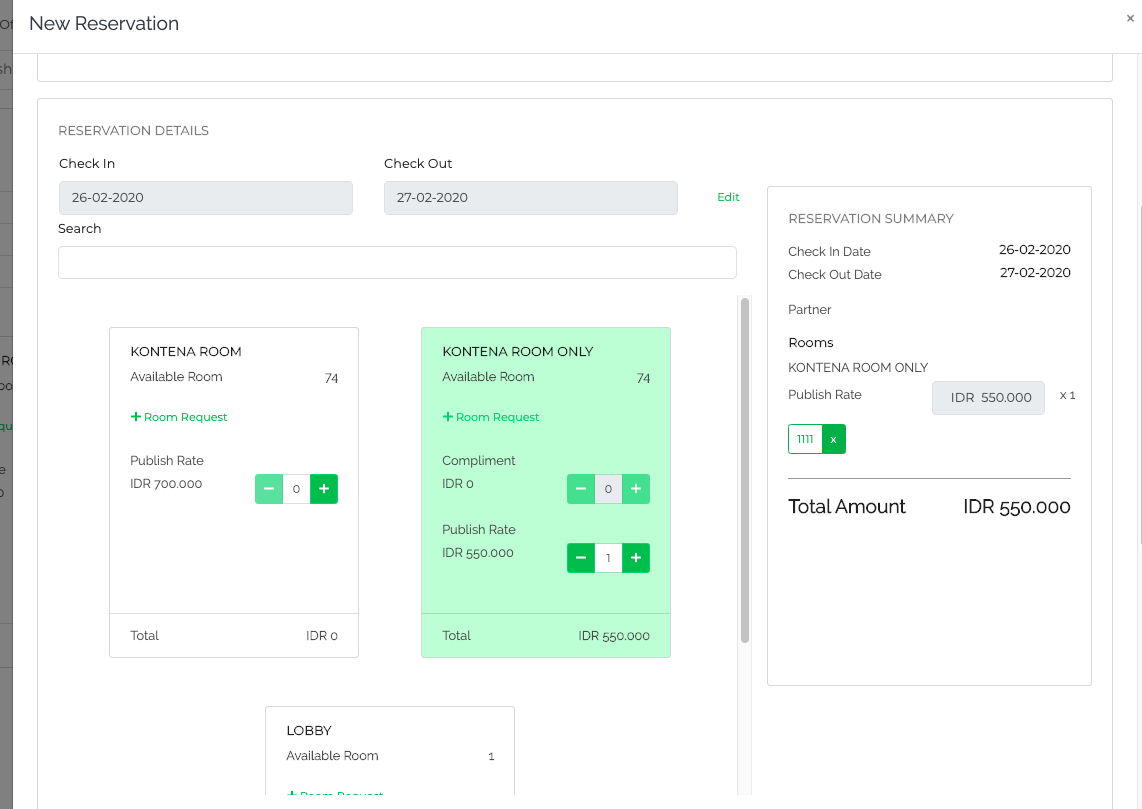 New Reservation
×
RESERVATION DETAILS
Check In
Check Out
26-02-2020
27-02-2020
Edit
Search
KONTENA ROOM
Available Room 74
+ Room Request
Publish Rate
IDR 700.000
− 0 +
Total IDR 0
KONTENA ROOM ONLY
Available Room 74
+ Room Request
Compliment
IDR 0
− 0 +
Publish Rate
IDR 550.000
− 1 +
Total IDR 550.000
LOBBY
Available Room 1
+ Room Request
RESERVATION SUMMARY
Check In Date 26-02-2020
Check Out Date 27-02-2020
Partner
Rooms
KONTENA ROOM ONLY
Publish Rate IDR 550.000 x 1
1111 x
Total Amount IDR 550.000